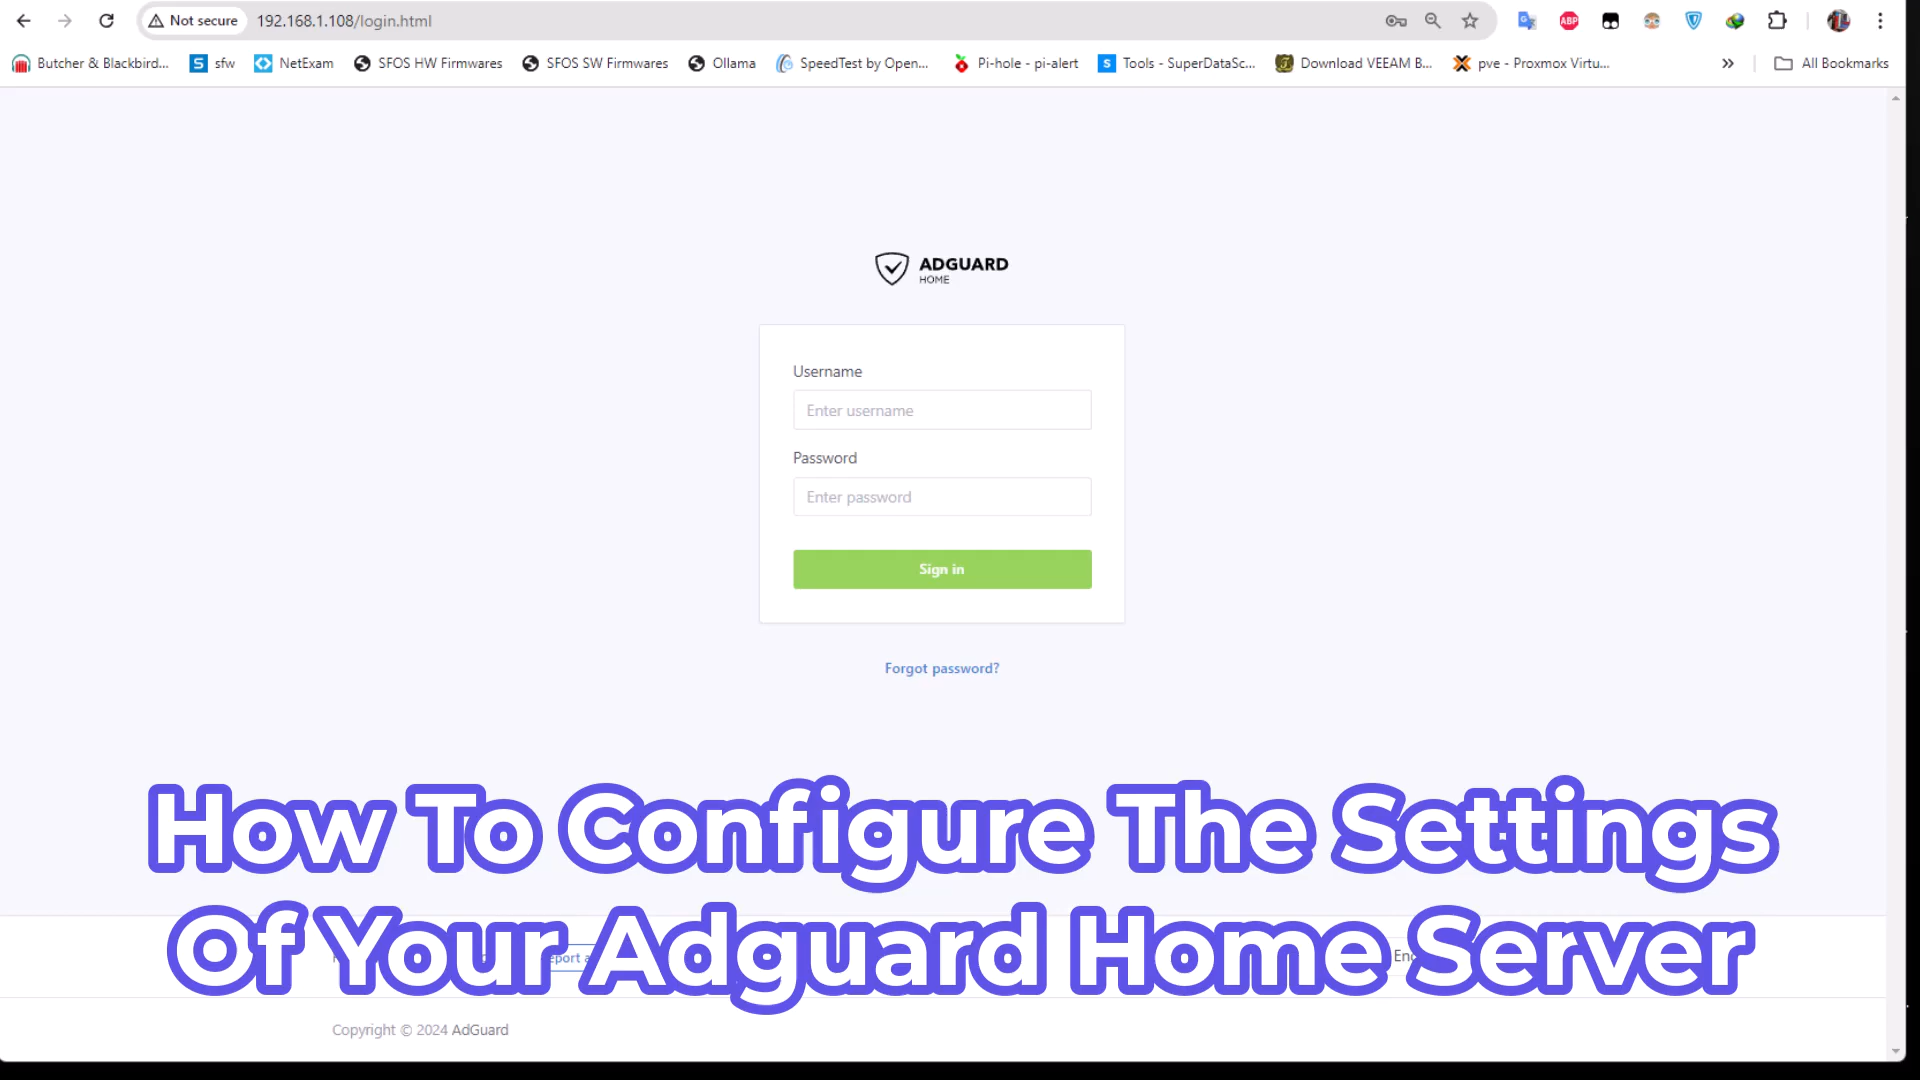 Not secure
192.168.1.108/login.html
ABP
Butcher & Blackbird...
S sfw
NetExam
SFOS HW Firmwares
SFOS SW Firmwares
Ollama
SpeedTest by Open...
Pi-hole - pi-alert
S Tools - SuperDataSc...
Download VEEAM B...
pve - Proxmox Virtu...
All Bookmarks
ADGUARD
HOME
Username
Enter username
Password
Enter password
Sign in
Forgot password?
How To Configure The Settings
Of Your Adguard Home Server
Copyright © 2024 AdGuard